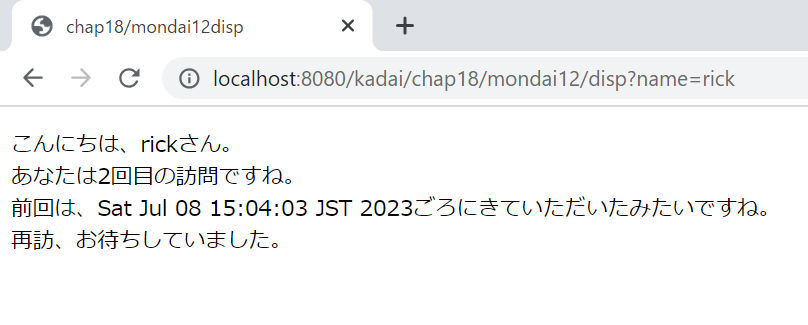 chap18/mondai12disp
localhost:8080/kadai/chap18/mondai12/disp?name=rick
こんにちは、rickさん。
あなたは2回目の訪問ですね。
前回は、Sat Jul 08 15:04:03 JST 2023ごろにきていただいたみたいですね。
再訪、お待ちしていました。